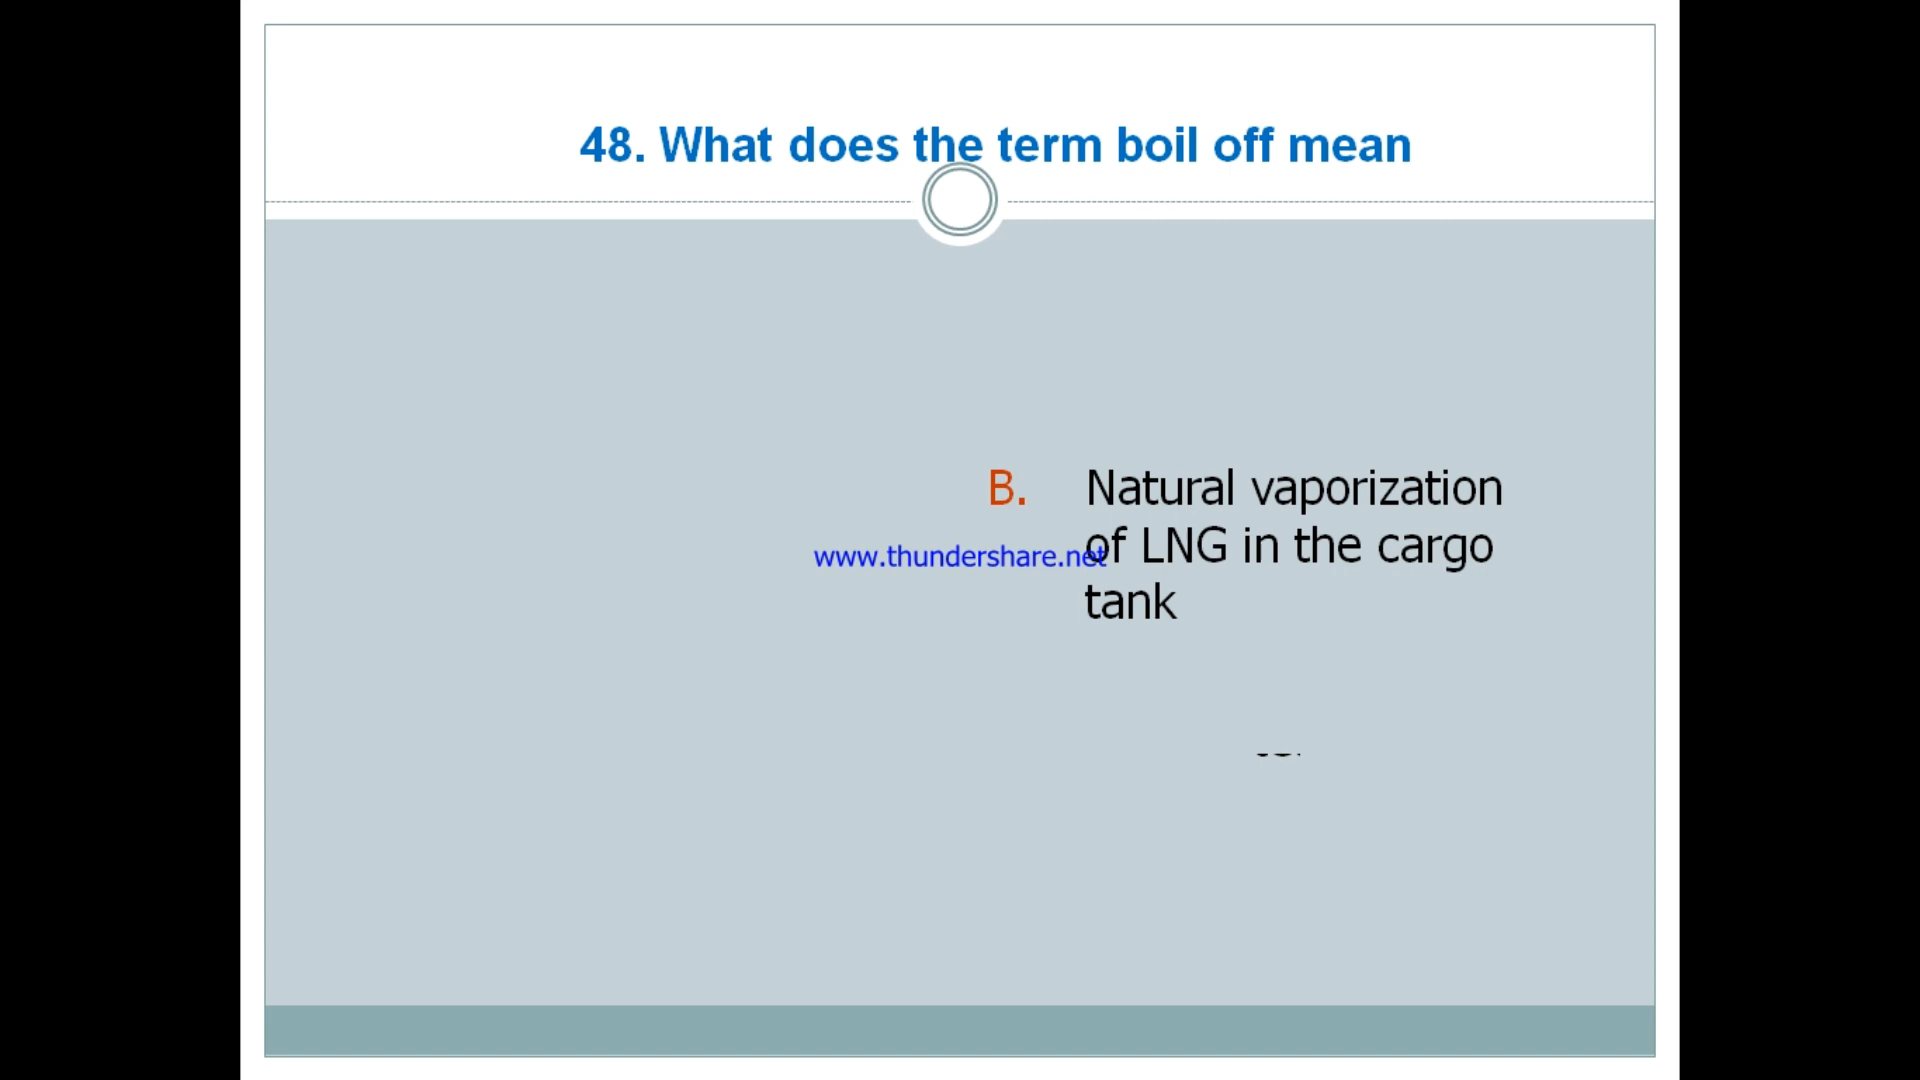 48. What does the term boil off mean
B. Natural vaporization
of LNG in the cargo
tank
www.thundershare.net